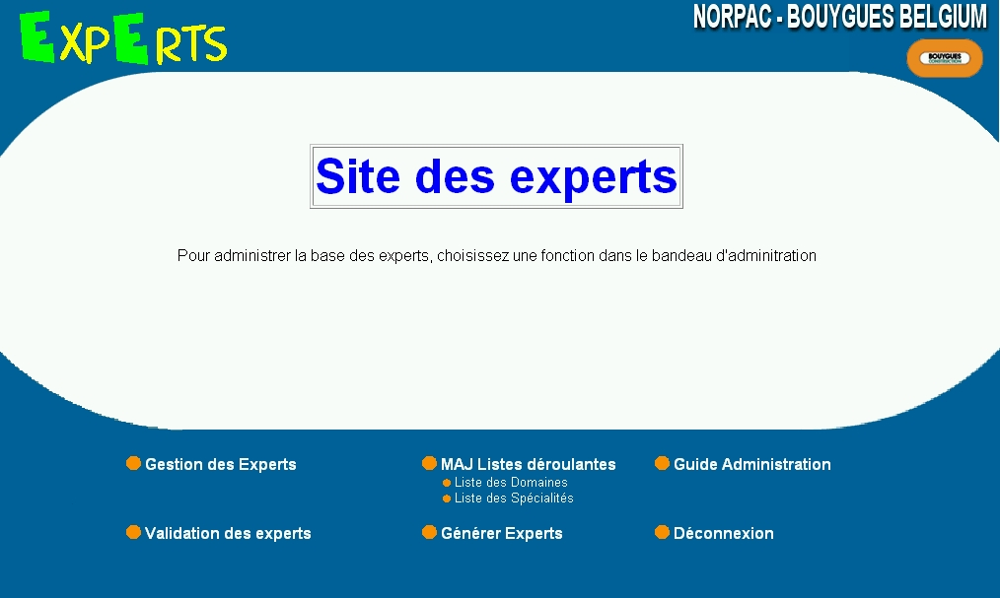 ExpErts
NORPAC - BOUYGUES BELGIUM
BOUYGUES
CONSTRUCTION
Site des experts
Pour administrer la base des experts, choisissez une fonction dans le bandeau d'adminitration
Gestion des Experts
MAJ Listes déroulantes
Guide Administration
Liste des Domaines
Liste des Spécialités
Validation des experts
Générer Experts
Déconnexion